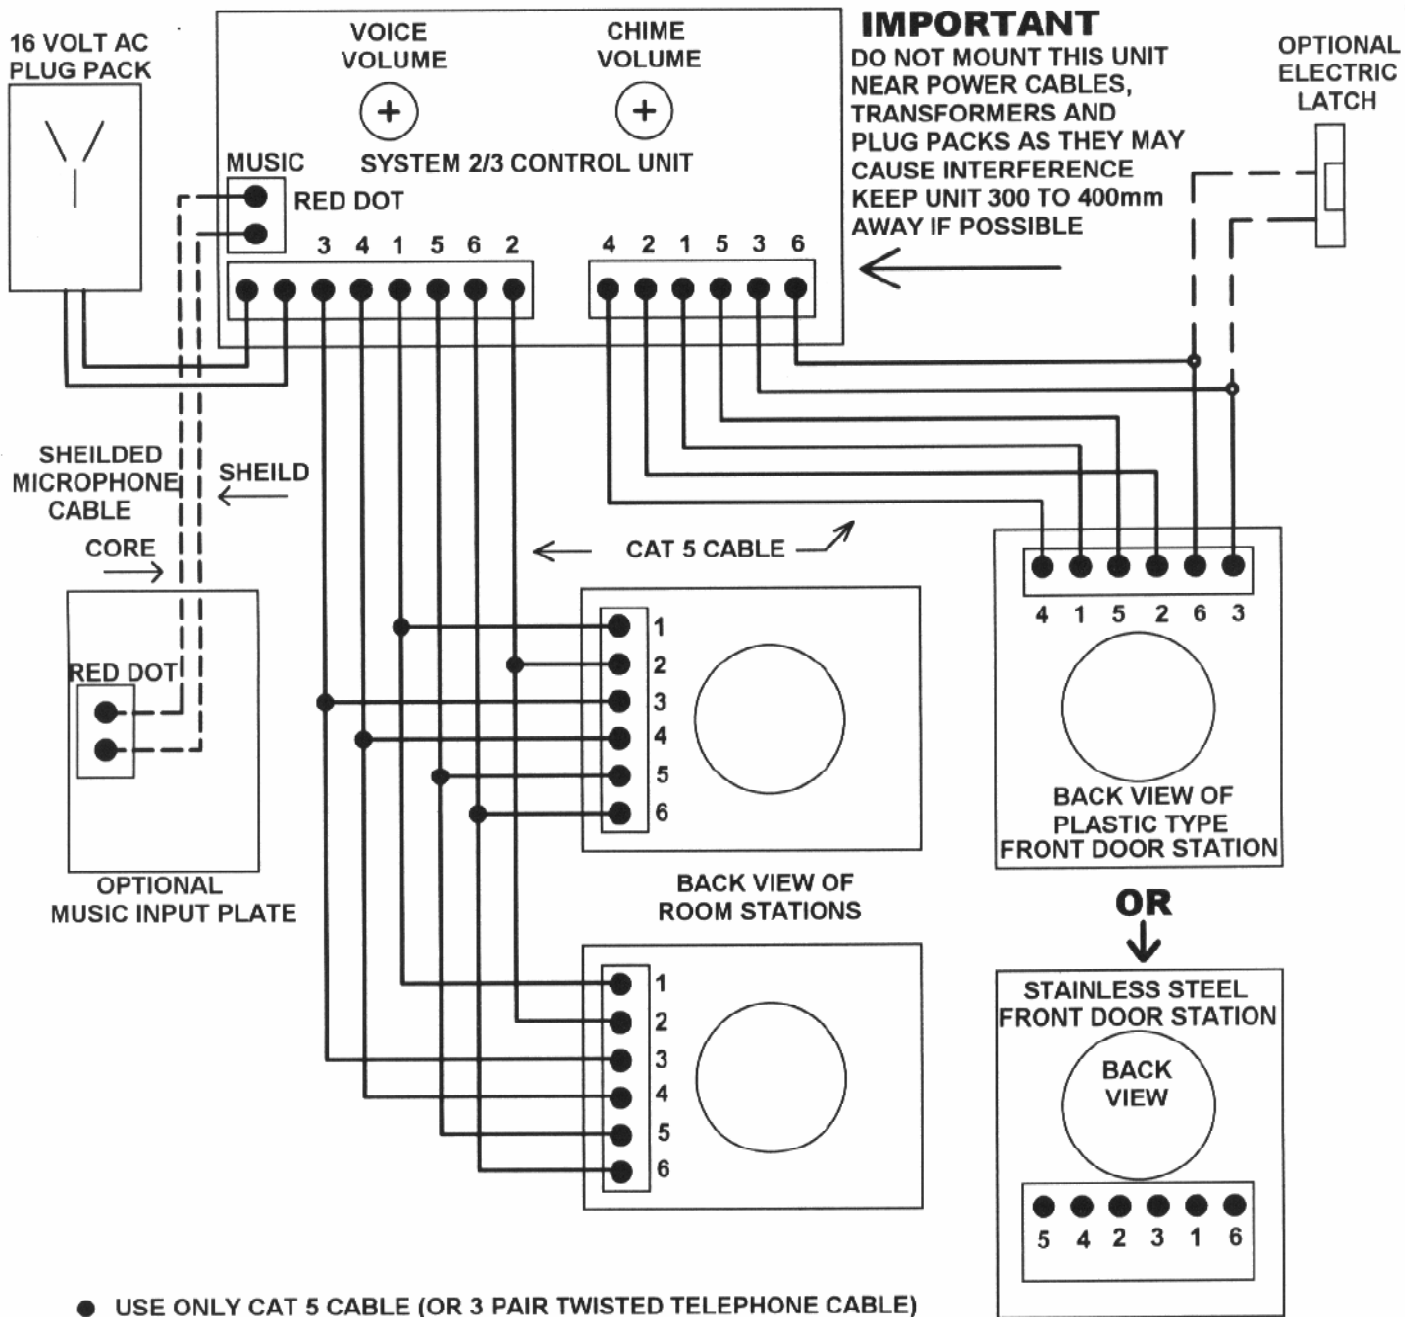 16 VOLT AC
PLUG PACK
VOICE
VOLUME
CHIME
VOLUME
IMPORTANT
DO NOT MOUNT THIS UNIT
NEAR POWER CABLES,
TRANSFORMERS AND
PLUG PACKS AS THEY MAY
CAUSE INTERFERENCE
KEEP UNIT 300 TO 400mm
AWAY IF POSSIBLE
OPTIONAL
ELECTRIC
LATCH
MUSIC
SYSTEM 2/3 CONTROL UNIT
RED DOT
3 4 1 5 6 2
4 2 1 5 3 6
SHEILDED
MICROPHONE
CABLE
SHEILD
CORE
CAT 5 CABLE
RED DOT
OPTIONAL
MUSIC INPUT PLATE
1
2
3
4
5
6
BACK VIEW OF
ROOM STATIONS
1
2
3
4
5
6
4 1 5 2 6 3
BACK VIEW OF
PLASTIC TYPE
FRONT DOOR STATION
OR
STAINLESS STEEL
FRONT DOOR STATION
BACK
VIEW
5 4 2 3 1 6
● USE ONLY CAT 5 CABLE (OR 3 PAIR TWISTED TELEPHONE CABLE)